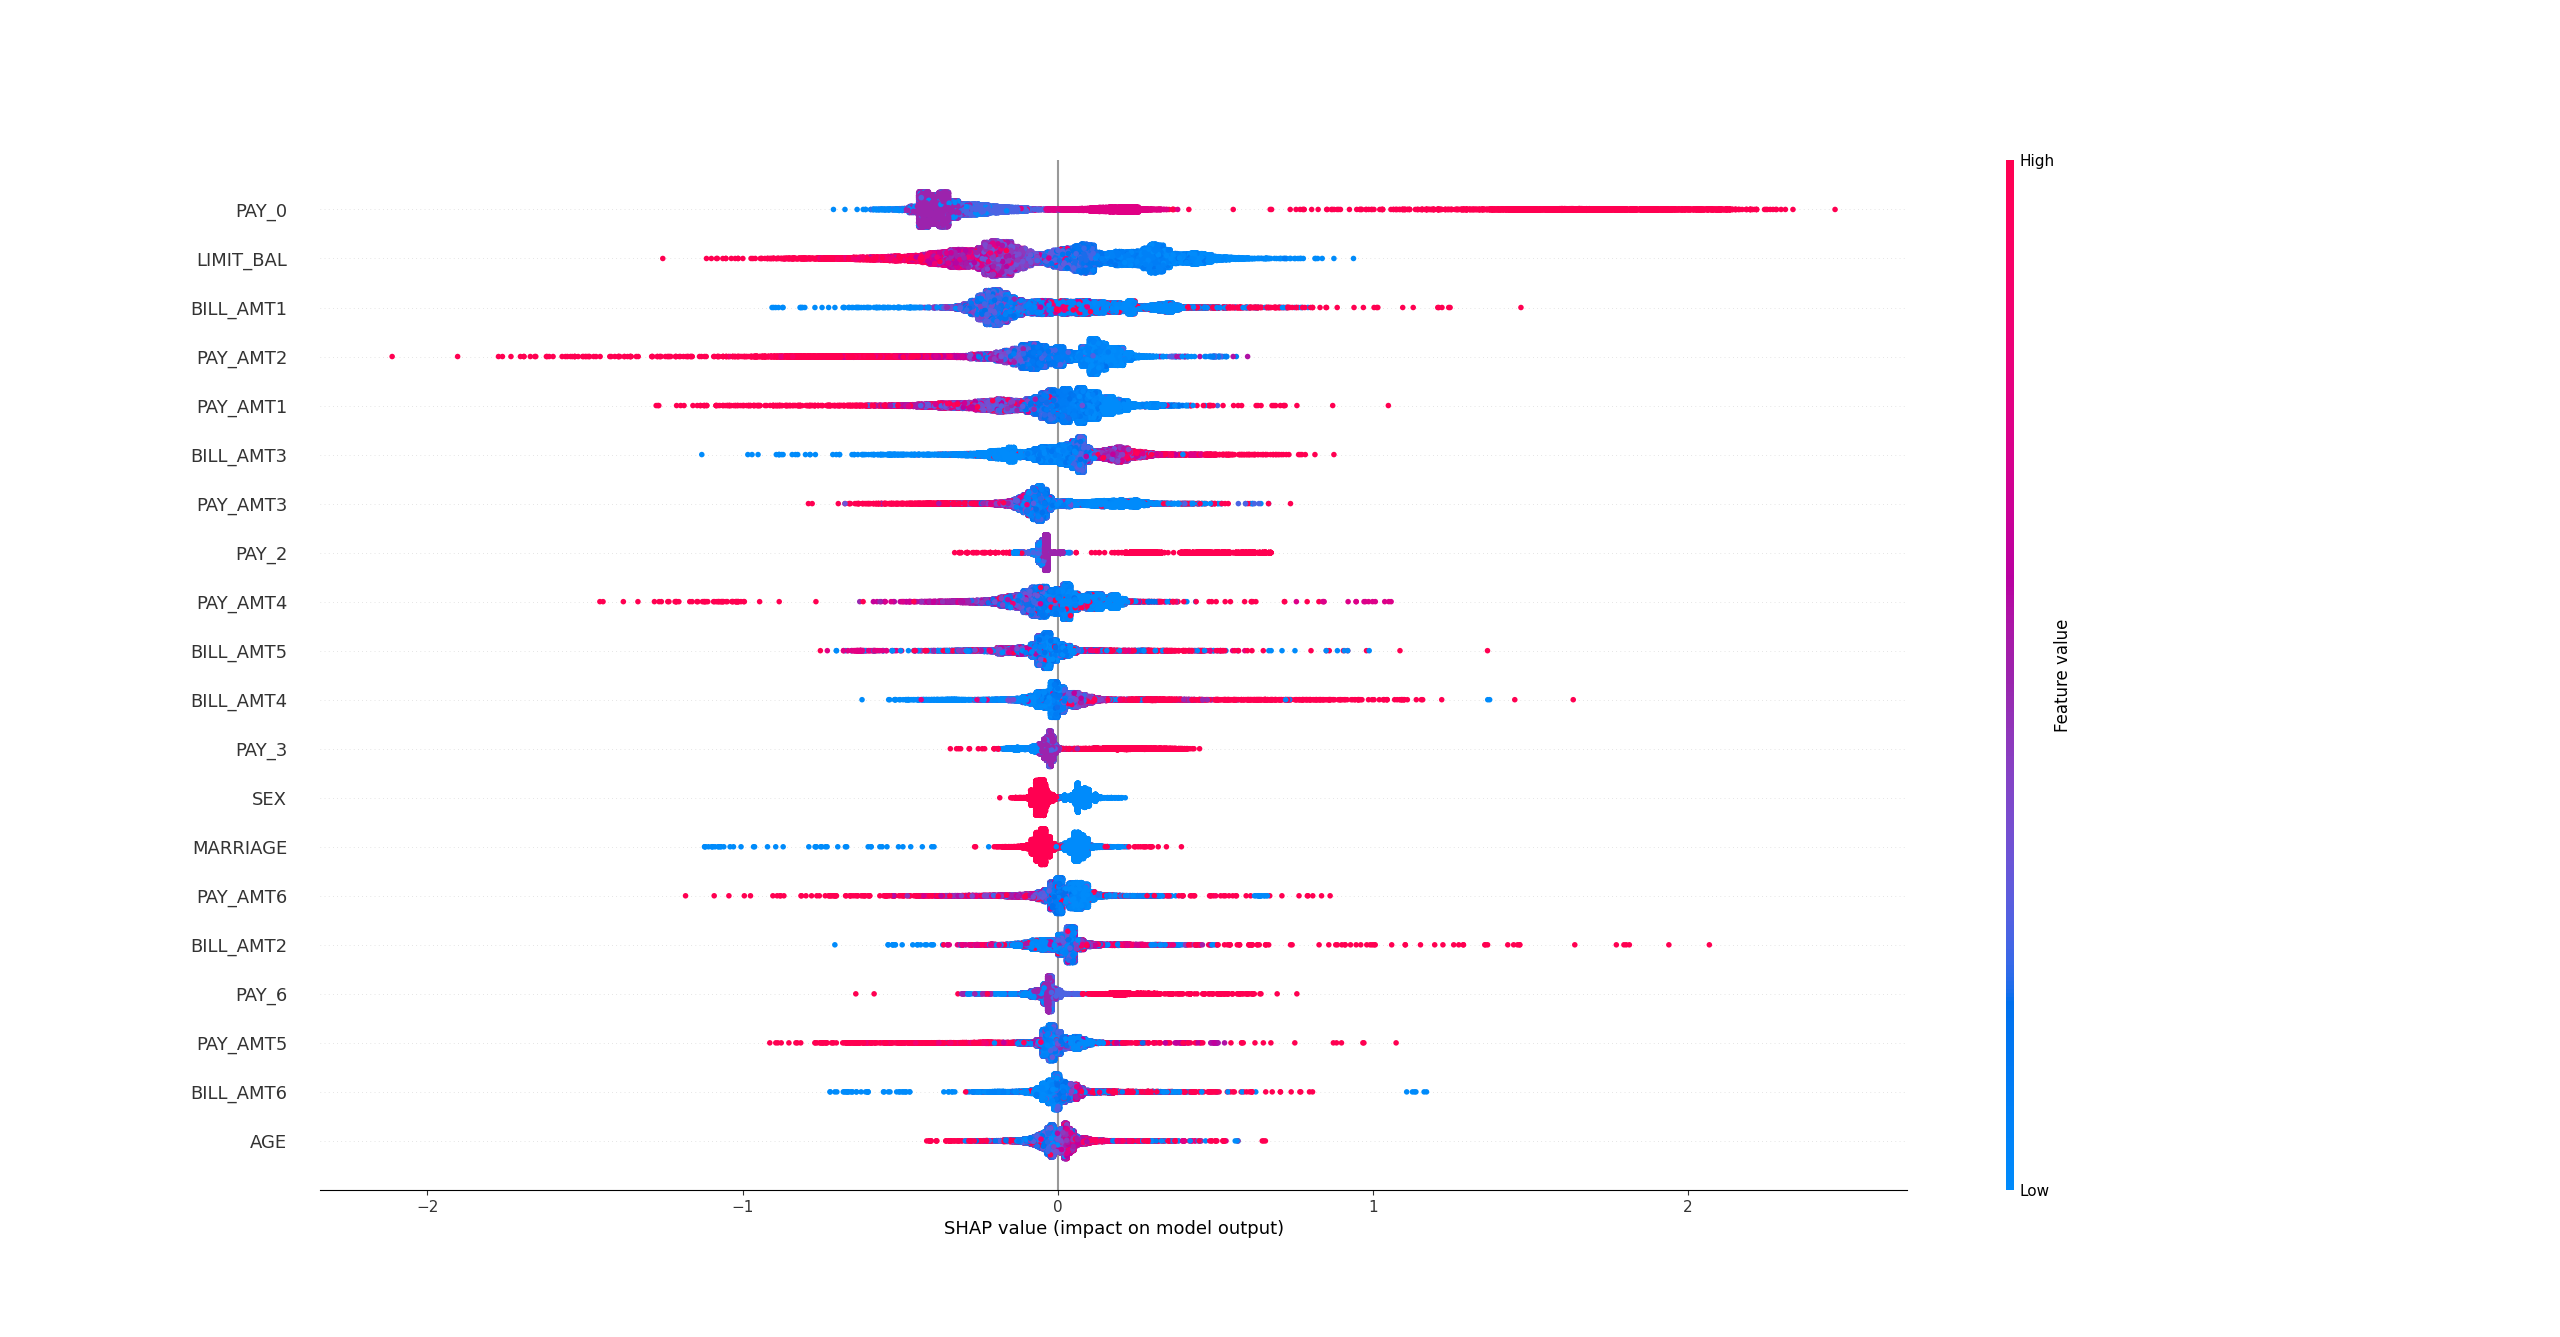 High
PAY_0
LIMIT_BAL
BILL_AMT1
PAY_AMT2
PAY_AMT1
BILL_AMT3
PAY_AMT3
PAY_2
PAY_AMT4
BILL_AMT5
BILL_AMT4
PAY_3
SEX
MARRIAGE
PAY_AMT6
BILL_AMT2
PAY_6
PAY_AMT5
BILL_AMT6
AGE
Feature value
Low
−2 −1 0 1 2
SHAP value (impact on model output)